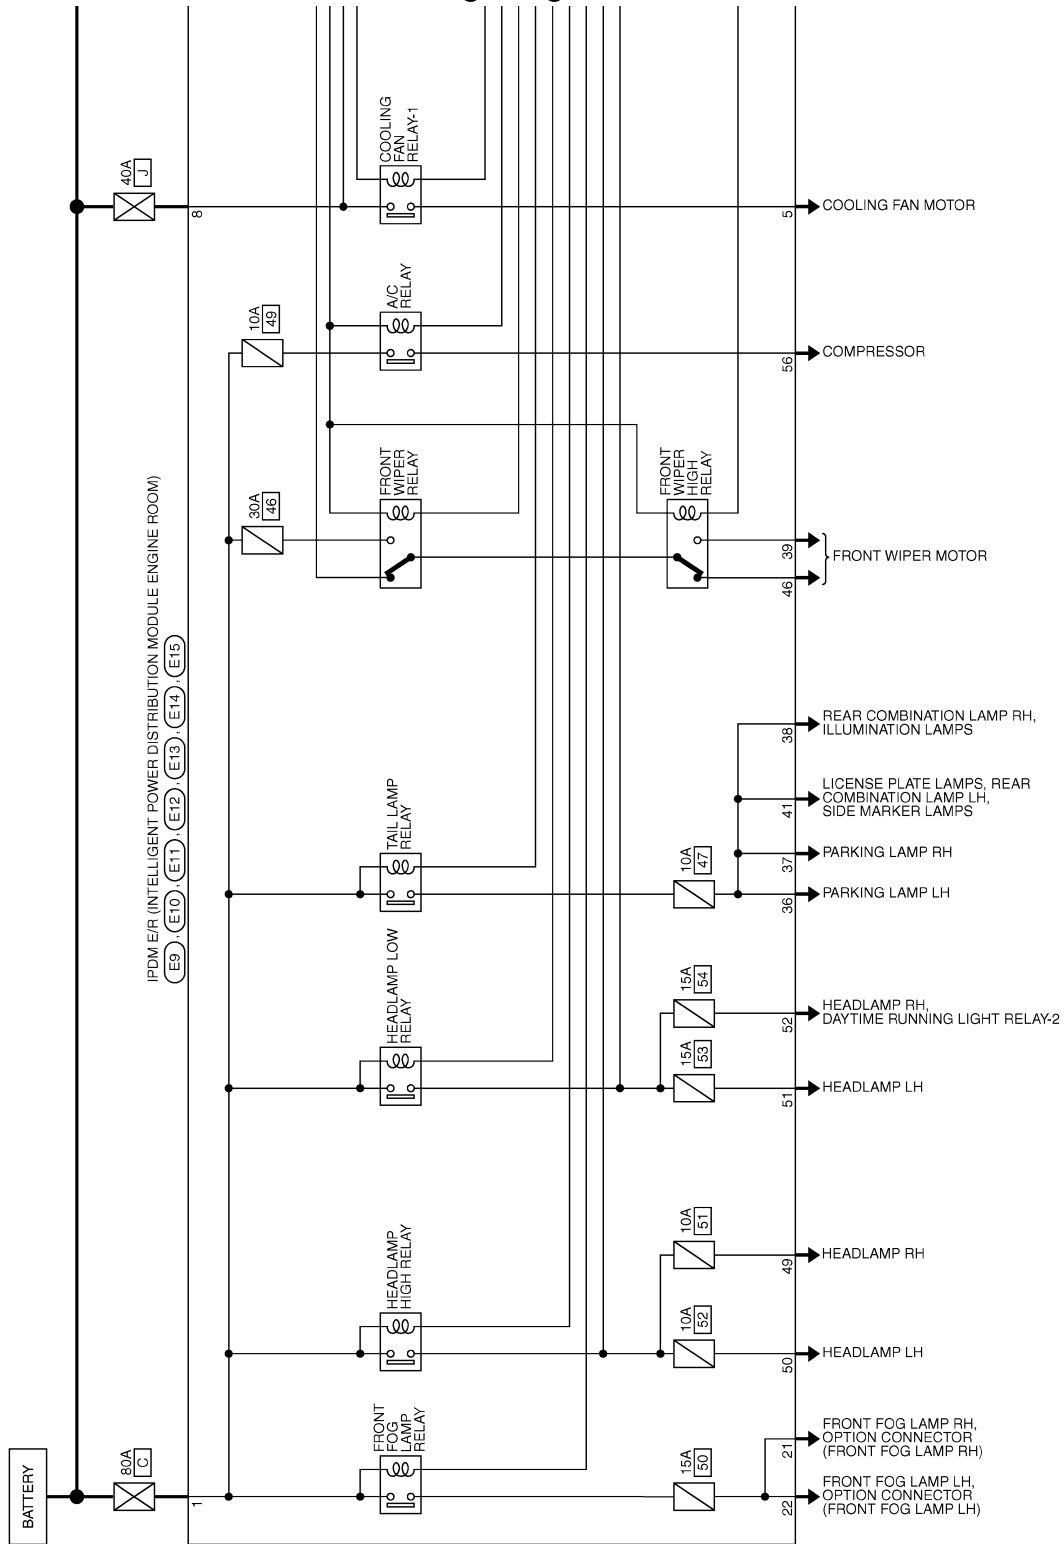 40A
J
8
COOLING
FAN
RELAY-1
5
COOLING FAN MOTOR
10A
49
A/C
RELAY
56
COMPRESSOR
IPDM E/R (INTELLIGENT POWER DISTRIBUTION MODULE ENGINE ROOM)
E9 , E10 , E11 , E12 , E13 , E14 , E15
30A
46
FRONT
WIPER
RELAY
FRONT
WIPER
HIGH
RELAY
39
46
FRONT WIPER MOTOR
TAIL LAMP
RELAY
10A
47
38
REAR COMBINATION LAMP RH,
ILLUMINATION LAMPS
41
LICENSE PLATE LAMPS, REAR
COMBINATION LAMP LH,
SIDE MARKER LAMPS
37
PARKING LAMP RH
36
PARKING LAMP LH
HEADLAMP LOW
RELAY
15A
54
52
HEADLAMP RH,
DAYTIME RUNNING LIGHT RELAY-2
15A
53
51
HEADLAMP LH
HEADLAMP
HIGH RELAY
10A
51
49
HEADLAMP RH
10A
52
50
HEADLAMP LH
BATTERY
80A
C
1
FRONT
FOG
LAMP
RELAY
15A
50
21
FRONT FOG LAMP RH,
OPTION CONNECTOR
(FRONT FOG LAMP RH)
22
FRONT FOG LAMP LH,
OPTION CONNECTOR
(FRONT FOG LAMP LH)